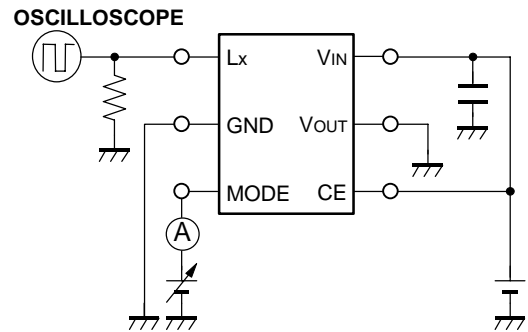 OSCILLOSCOPE
Lx VIN
GND VOUT
MODE CE
A